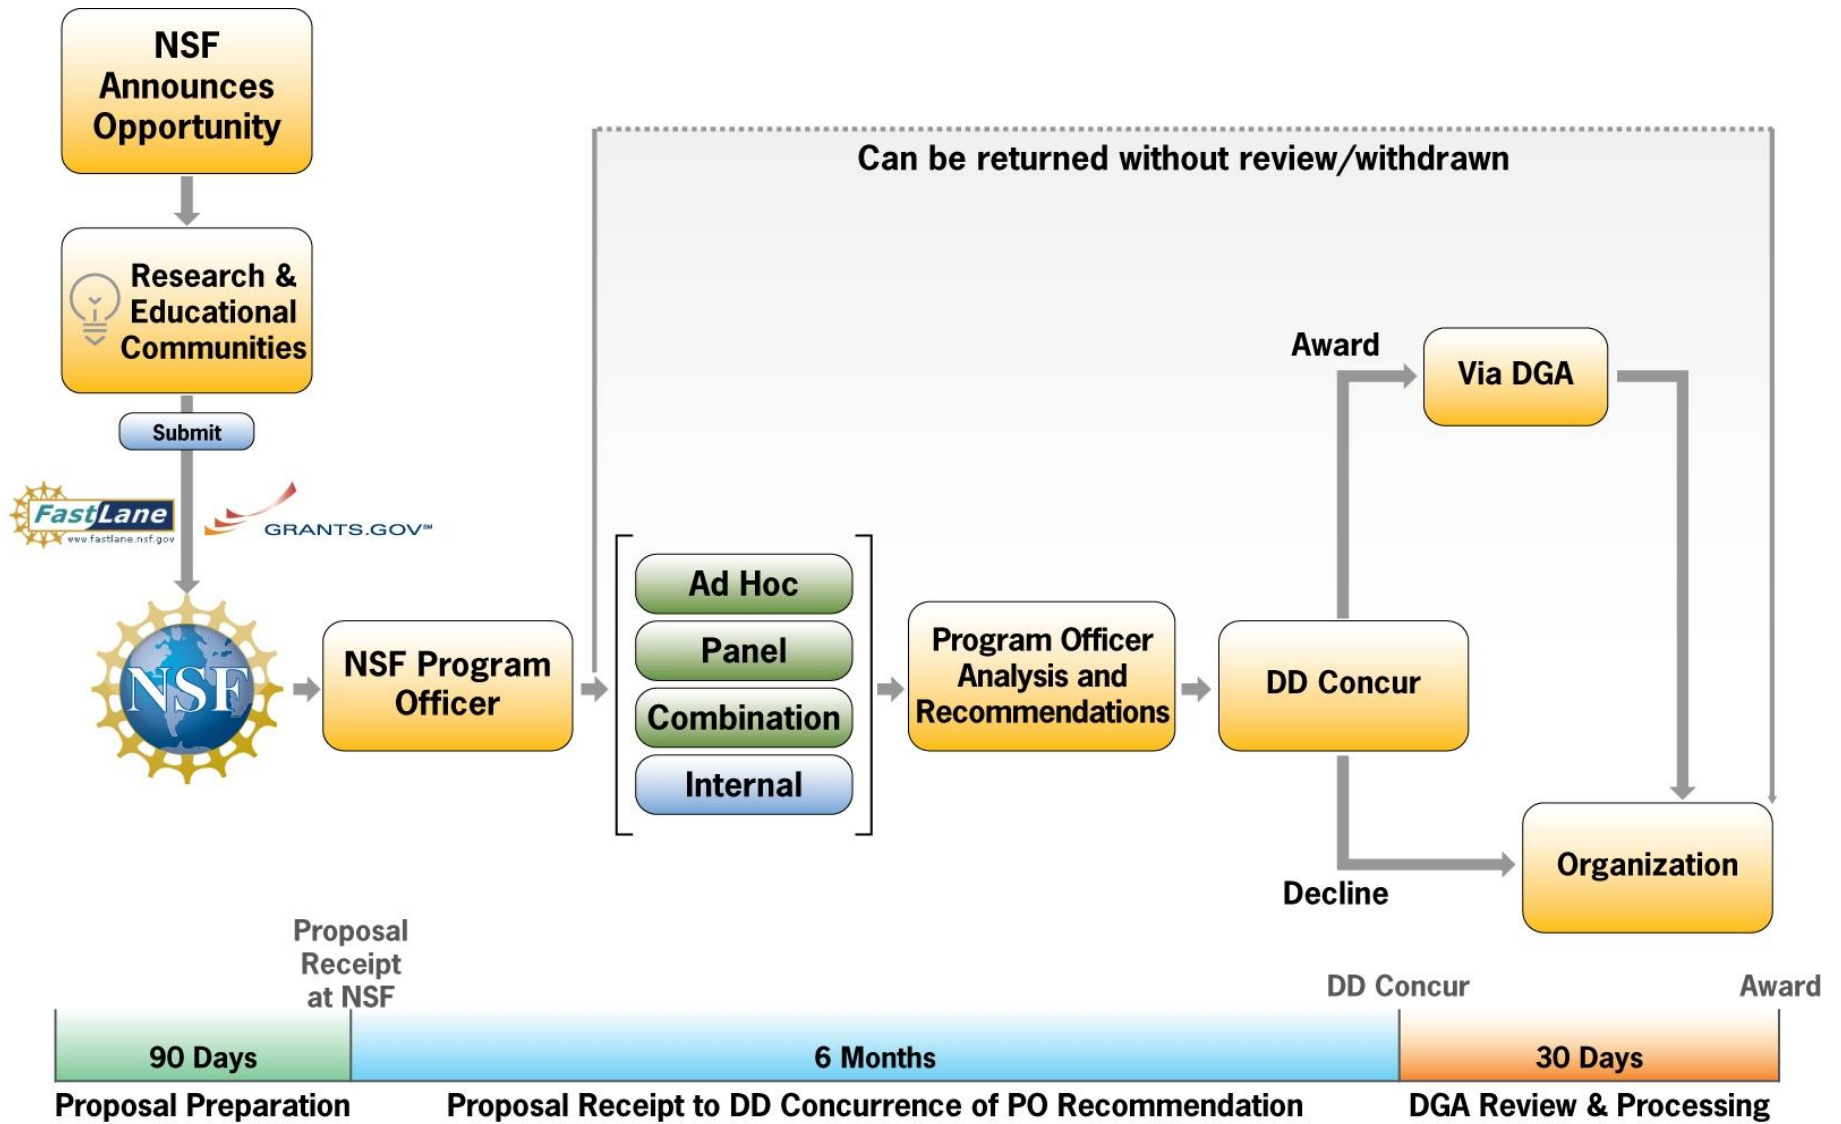 NSF
Announces
Opportunity
Can be returned without review/withdrawn
Research &
Educational
Communities
Submit
FastLane
www.fastlane.nsf.gov
GRANTS.GOV℠
NSF
NSF Program
Officer
Ad Hoc
Panel
Combination
Internal
Program Officer
Analysis and
Recommendations
DD Concur
Award
Via DGA
Decline
Organization
Proposal
Receipt
at NSF
DD Concur
Award
90 Days
6 Months
30 Days
Proposal Preparation
Proposal Receipt to DD Concurrence of PO Recommendation
DGA Review & Processing